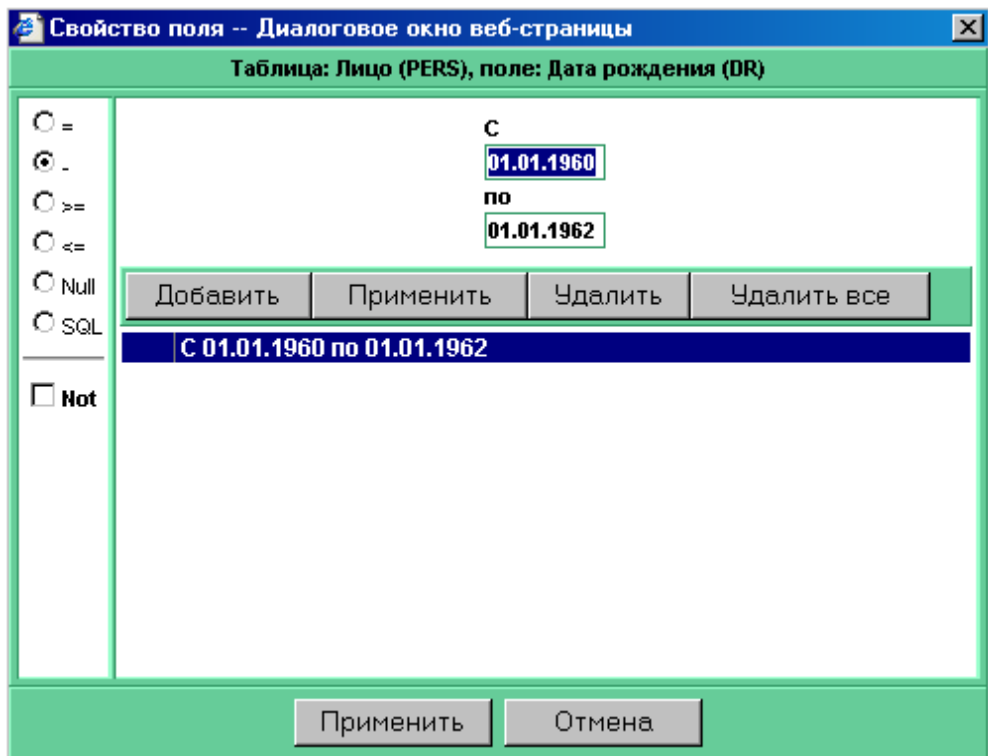 Свойство поля -- Диалоговое окно веб-страницы
Таблица: Лицо (PERS), поле: Дата рождения (DR)
=
-
>=
<=
Null
SQL
Not
С
01.01.1960
по
01.01.1962
Добавить Применить Удалить Удалить все
С 01.01.1960 по 01.01.1962
Применить Отмена